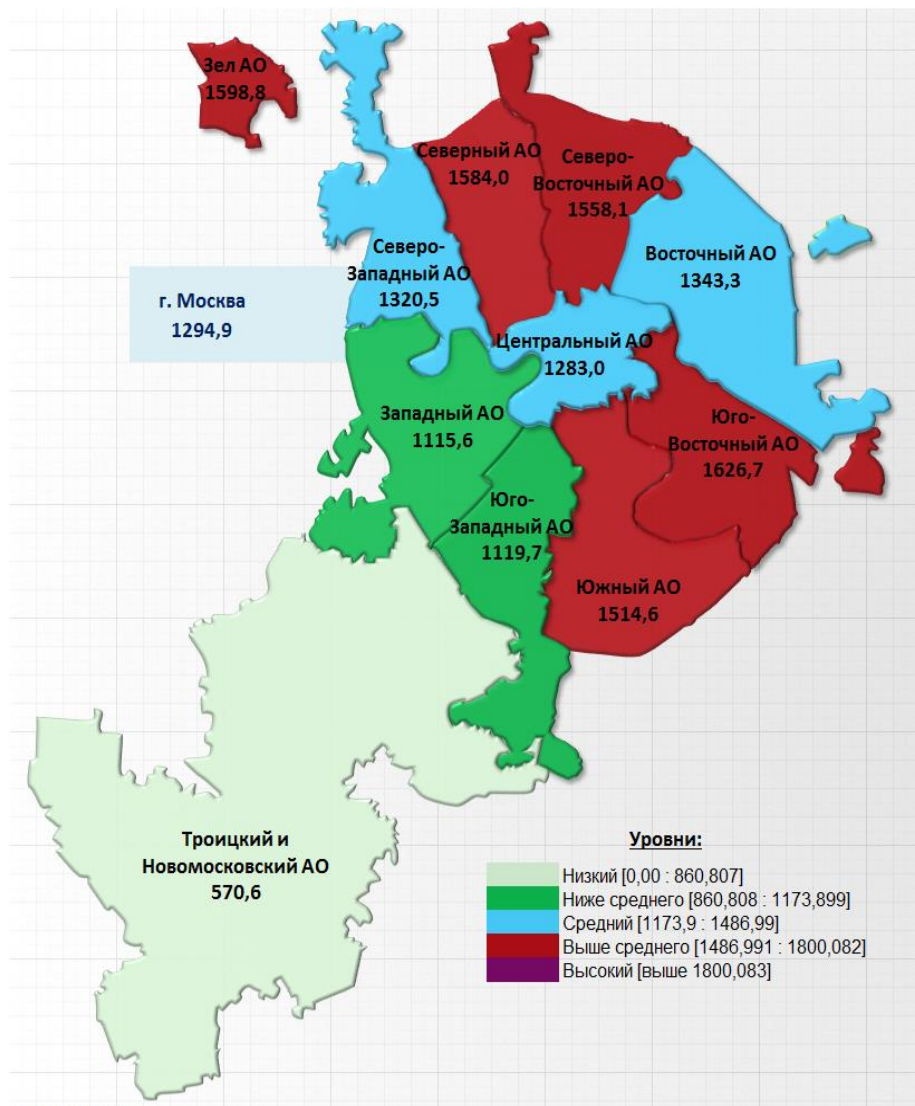 Зел АО
1598,8
Северный АО
1584,0
Северо-
Восточный АО
1558,1
Северо-
Западный АО
1320,5
Восточный АО
1343,3
г. Москва
1294,9
Центральный АО
1283,0
Западный АО
1115,6
Юго-
Восточный АО
1626,7
Юго-
Западный АО
1119,7
Южный АО
1514,6
Троицкий и
Новомосковский АО
570,6
Уровни:
Низкий [0,00 : 860,807]
Ниже среднего [860,808 : 1173,899]
Средний [1173,9 : 1486,99]
Выше среднего [1486,991 : 1800,082]
Высокий [выше 1800,083]